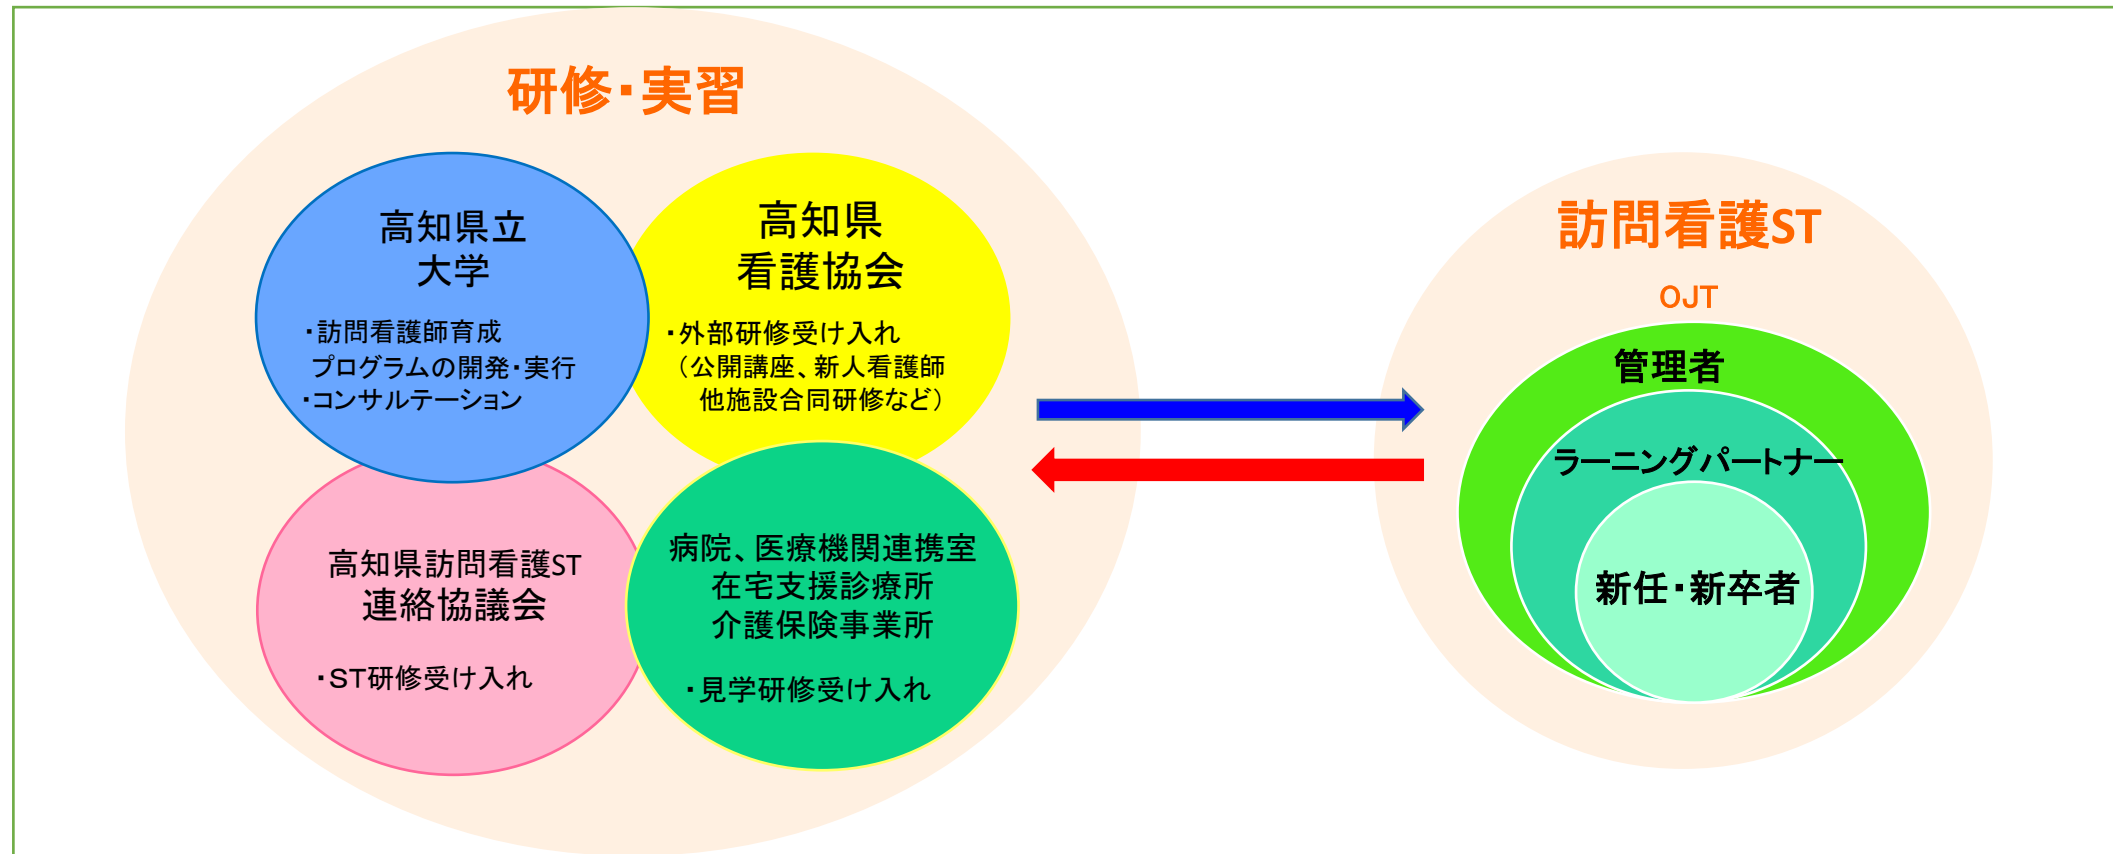 研修・実習
高知県立
大学
・訪問看護師育成
プログラムの開発・実行
・コンサルテーション
高知県
看護協会
・外部研修受け入れ
（公開講座、新人看護師
他施設合同研修など）
高知県訪問看護ST
連絡協議会
・ST研修受け入れ
病院、医療機関連携室
在宅支援診療所
介護保険事業所
・見学研修受け入れ
訪問看護ST
OJT
管理者
ラーニングパートナー
新任・新卒者